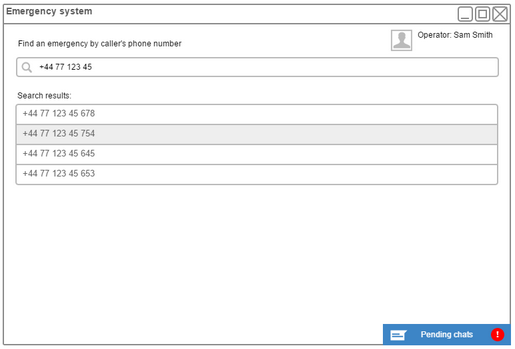 Emergency system
Operator: Sam Smith
Find an emergency by caller's phone number
+44 77 123 45
Search results:
+44 77 123 45 678
+44 77 123 45 754
+44 77 123 45 645
+44 77 123 45 653
Pending chats !